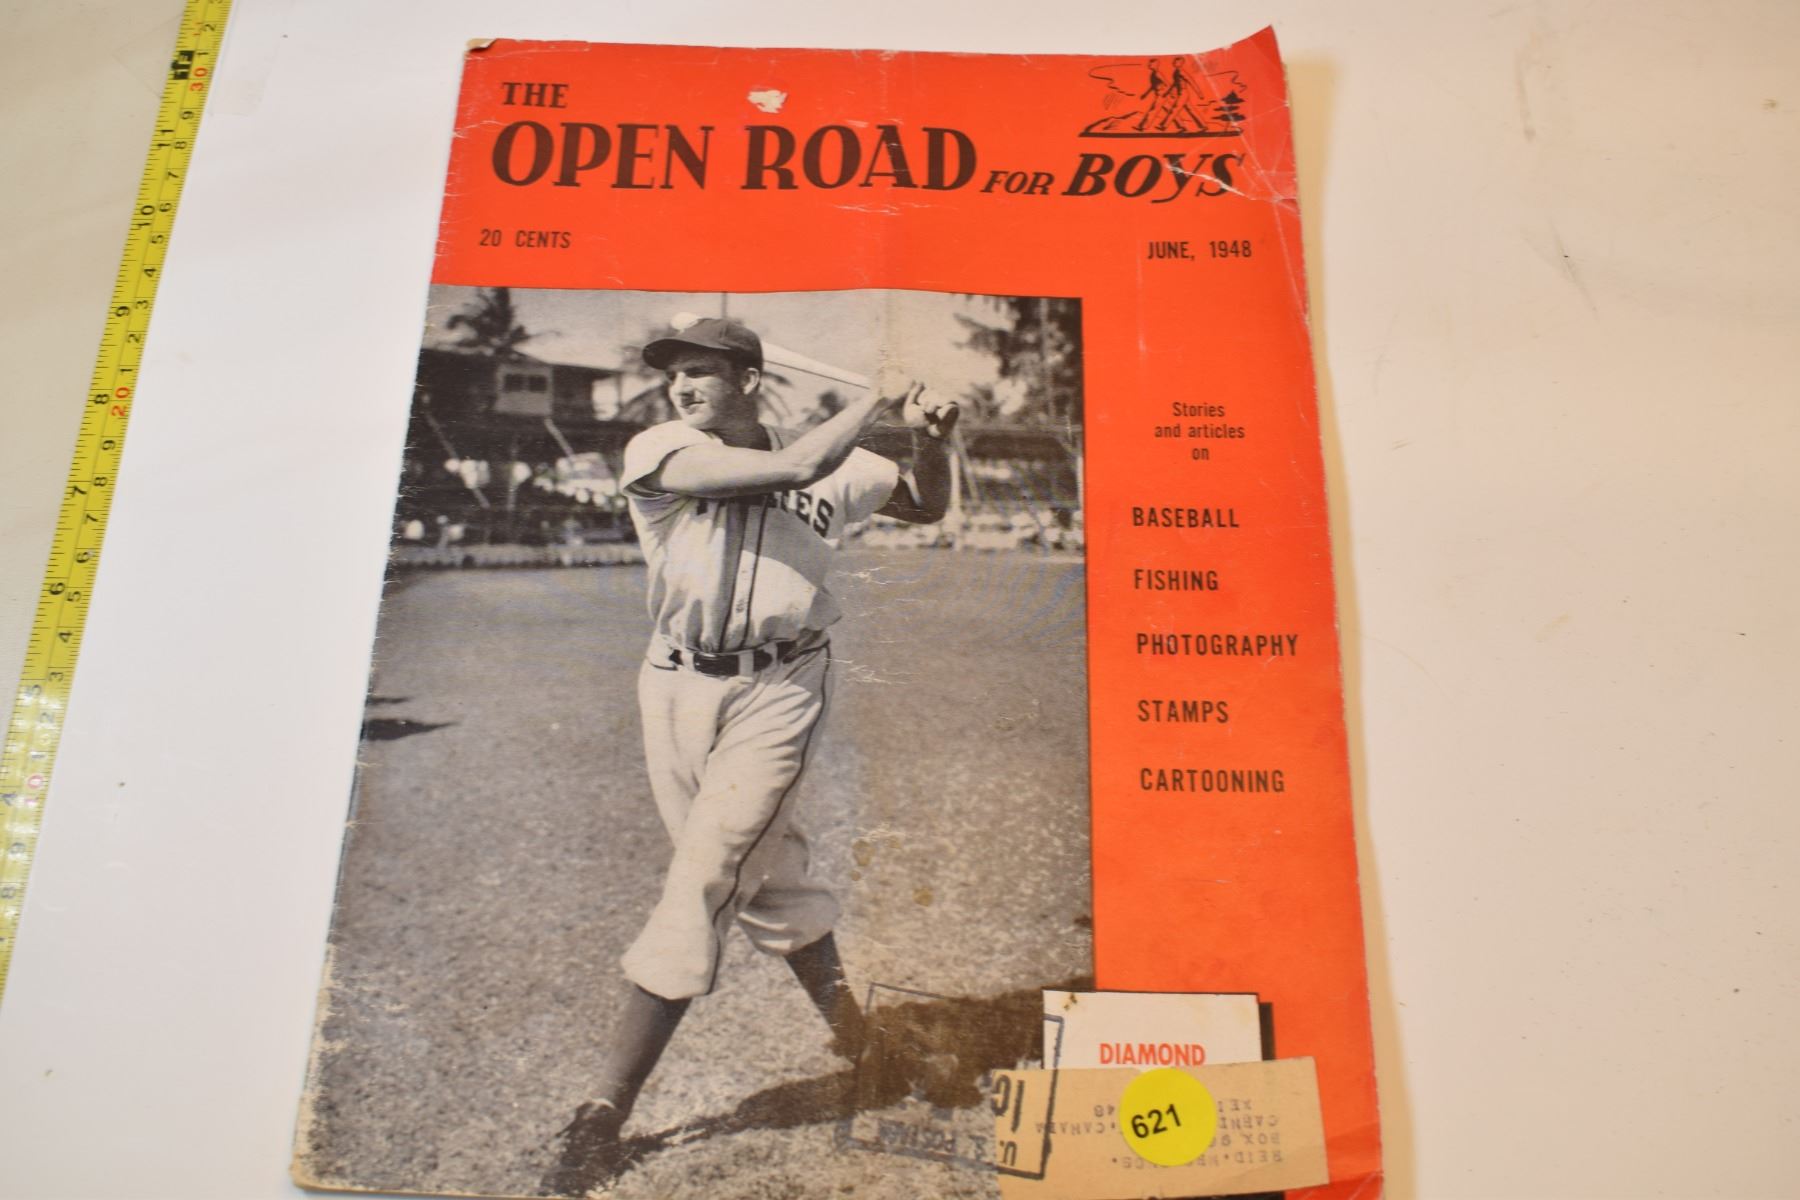 THE
OPEN ROAD FOR BOYS
20 CENTS
JUNE, 1948
Stories
and articles
on
BASEBALL
FISHING
PHOTOGRAPHY
STAMPS
CARTOONING
DIAMOND
621